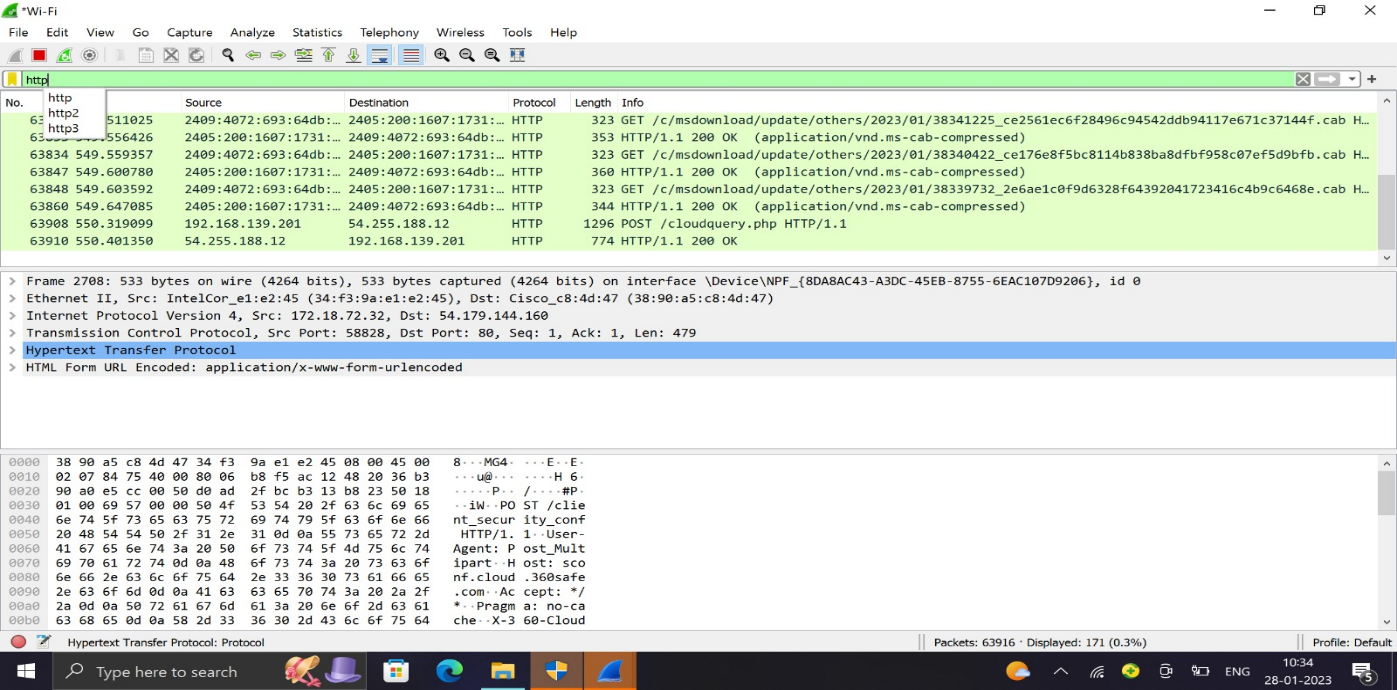 *Wi-Fi
File Edit View Go Capture Analyze Statistics Telephony Wireless Tools Help
http
http
http2
http3
No. Source Destination Protocol Length Info
511025 2409:4072:693:64db:… 2405:200:1607:1731:… HTTP 323 GET /c/msdownload/update/others/2023/01/38341225_ce2561ec6f28496c94542ddb94117e671c37144f.cab H…
556426 2405:200:1607:1731:… 2409:4072:693:64db:… HTTP 353 HTTP/1.1 200 OK (application/vnd.ms-cab-compressed)
63834 549.559357 2409:4072:693:64db:… 2405:200:1607:1731:… HTTP 323 GET /c/msdownload/update/others/2023/01/38340422_ce176e8f5bc8114b838ba8dfbf958c07ef5d9bfb.cab H…
63847 549.600780 2405:200:1607:1731:… 2409:4072:693:64db:… HTTP 360 HTTP/1.1 200 OK (application/vnd.ms-cab-compressed)
63848 549.603592 2409:4072:693:64db:… 2405:200:1607:1731:… HTTP 323 GET /c/msdownload/update/others/2023/01/38339732_2e6ae1c0f9d6328f64392041723416c4b9c6468e.cab H…
63860 549.647085 2405:200:1607:1731:… 2409:4072:693:64db:… HTTP 344 HTTP/1.1 200 OK (application/vnd.ms-cab-compressed)
63908 550.319099 192.168.139.201 54.255.188.12 HTTP 1296 POST /cloudquery.php HTTP/1.1
63910 550.401350 54.255.188.12 192.168.139.201 HTTP 774 HTTP/1.1 200 OK
Frame 2708: 533 bytes on wire (4264 bits), 533 bytes captured (4264 bits) on interface \Device\NPF_{8DA8AC43-A3DC-45EB-8755-6EAC107D9206}, id 0
Ethernet II, Src: IntelCor_e1:e2:45 (34:f3:9a:e1:e2:45), Dst: Cisco_c8:4d:47 (38:90:a5:c8:4d:47)
Internet Protocol Version 4, Src: 172.18.72.32, Dst: 54.179.144.160
Transmission Control Protocol, Src Port: 58828, Dst Port: 80, Seq: 1, Ack: 1, Len: 479
Hypertext Transfer Protocol
HTML Form URL Encoded: application/x-www-form-urlencoded
0000 38 90 a5 c8 4d 47 34 f3 9a e1 e2 45 08 00 45 00 8···MG4· ···E··E·
0010 02 07 84 75 40 00 80 06 b8 f5 ac 12 48 20 36 b3 ···u@··· ····H 6·
0020 90 a0 e5 cc 00 50 d0 ad 2f bc b3 13 b8 23 50 18 ·····P·· /····#P·
0030 01 00 69 57 00 00 50 4f 53 54 20 2f 63 6c 69 65 ··iW··PO ST /clie
0040 6e 74 5f 73 65 63 75 72 69 74 79 5f 63 6f 6e 66 nt_secur ity_conf
0050 20 48 54 54 50 2f 31 2e 31 0d 0a 55 73 65 72 2d HTTP/1. 1··User-
0060 41 67 65 6e 74 3a 20 50 6f 73 74 5f 4d 75 6c 74 Agent: P ost_Mult
0070 69 70 61 72 74 0d 0a 48 6f 73 74 3a 20 73 63 6f ipart··H ost: sco
0080 6e 66 2e 63 6c 6f 75 64 2e 33 36 30 73 61 66 65 nf.cloud .360safe
0090 2e 63 6f 6d 0d 0a 41 63 63 65 70 74 3a 20 2a 2f .com··Ac cept: */
00a0 2a 0d 0a 50 72 61 67 6d 61 3a 20 6e 6f 2d 63 61 *··Pragm a: no-ca
00b0 63 68 65 0d 0a 58 2d 33 36 30 2d 43 6c 6f 75 64 che··X-3 60-Cloud
Hypertext Transfer Protocol: Protocol Packets: 63916 · Displayed: 171 (0.3%) Profile: Default
Type here to search ENG 10:34
28-01-2023 5